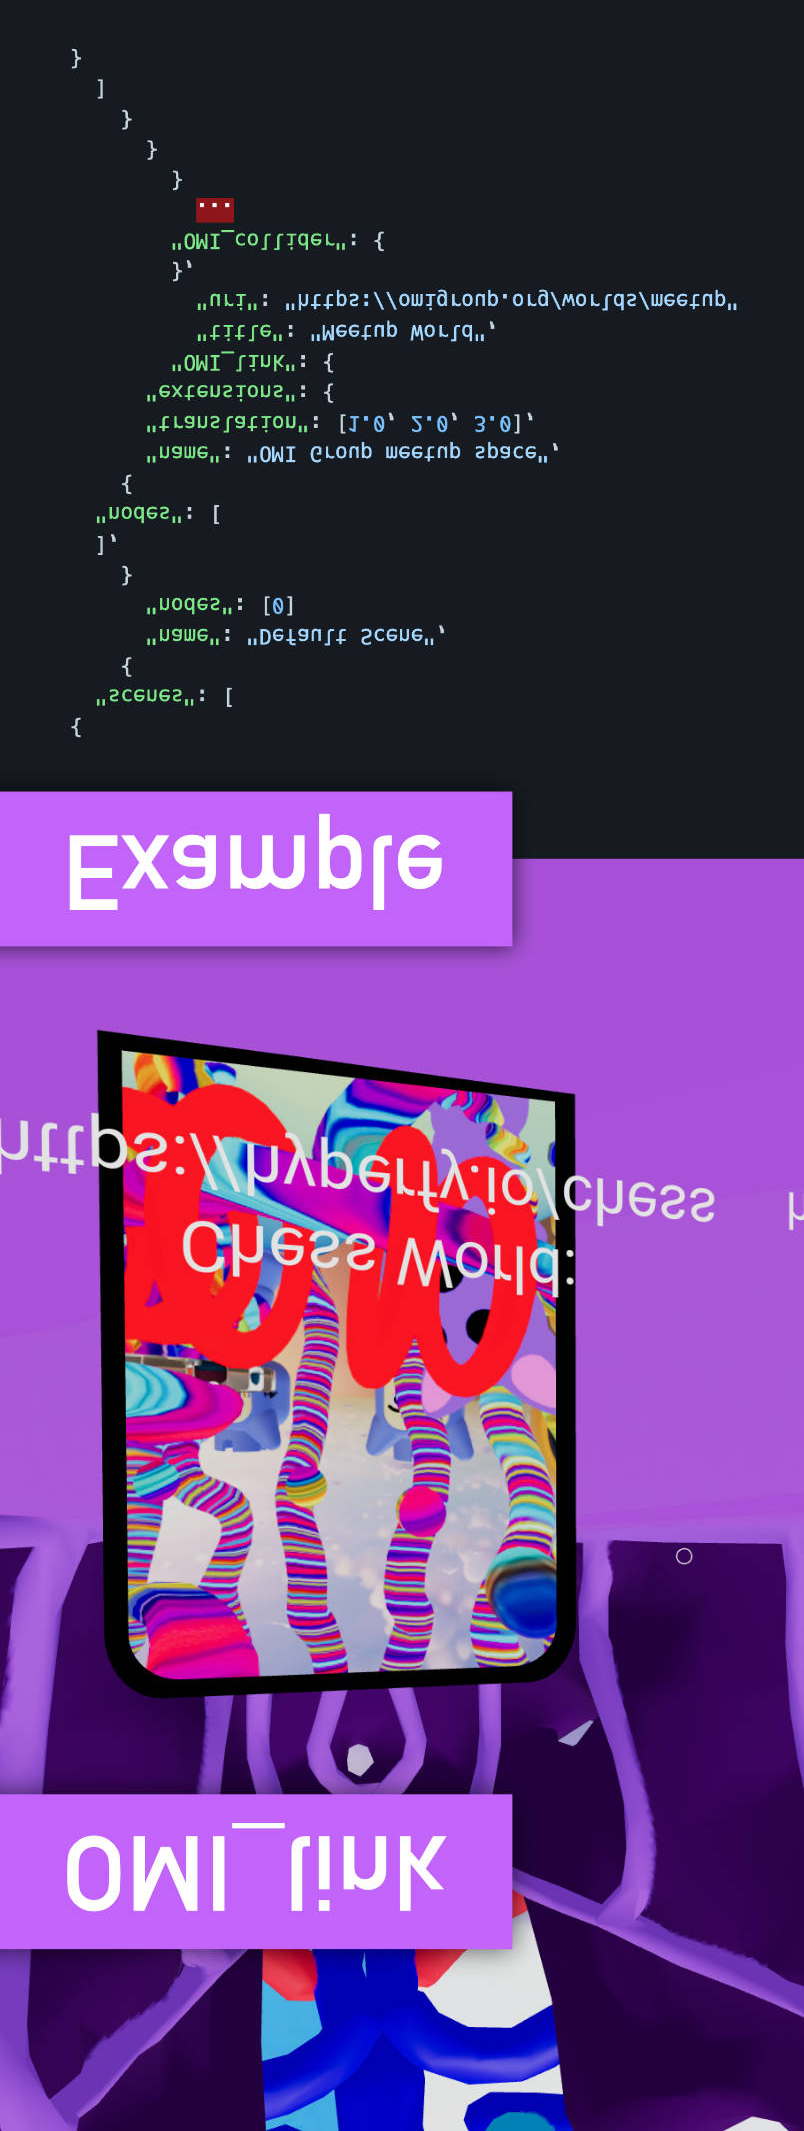 OMI_link
Chess World:
https://hyperfy.io/chess
h
Example
{
  "scenes": [
    {
      "name": "Default Scene",
      "nodes": [0]
    }
  ],
  "nodes": [
    {
      "name": "OMI Group meetup space",
      "translation": [1.0, 2.0, 3.0],
      "extensions": {
        "OMI_link": {
          "title": "Meetup World",
          "uri": "https://omigroup.org/worlds/meetup"
        },
        "OMI_collider": {
          ...
        }
      }
    }
  ]
}